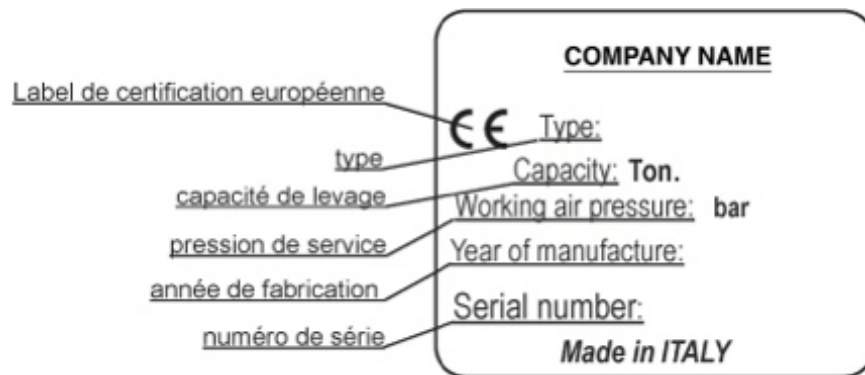 COMPANY NAME
Label de certification européenne
CE Type:
type
Capacity: Ton.
capacité de levage
Working air pressure: bar
pression de service
Year of manufacture:
année de fabrication
Serial number:
numéro de série
Made in ITALY